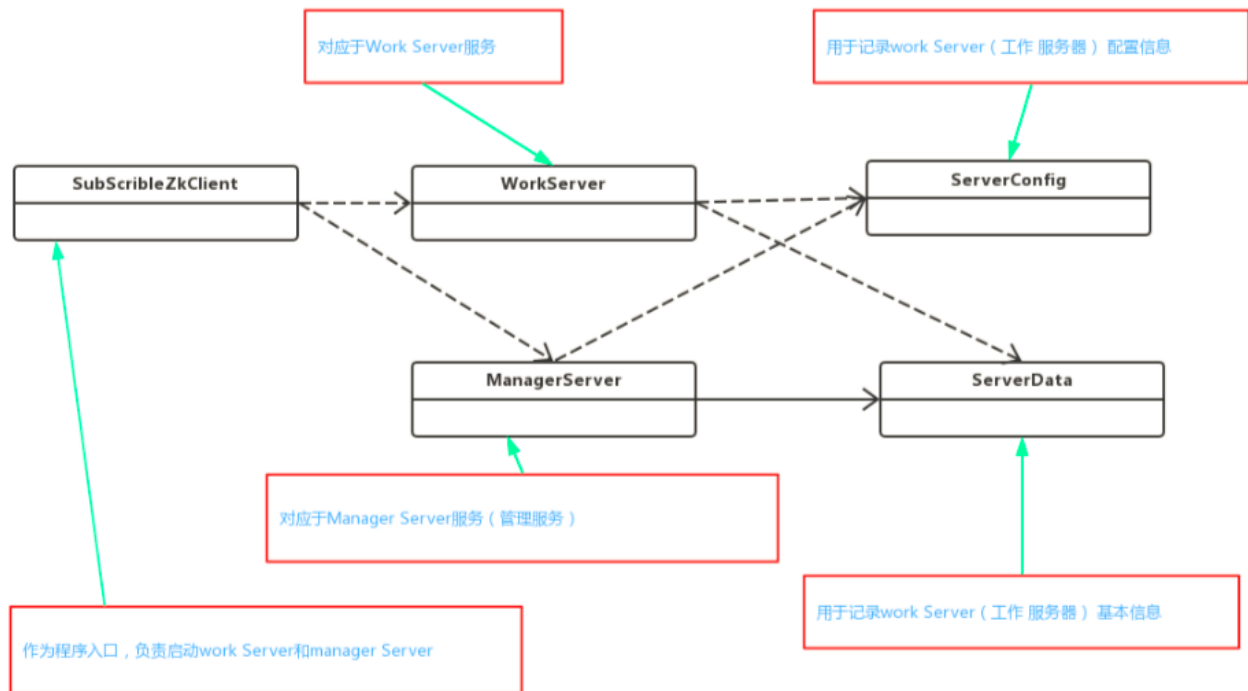 对应于Work Server服务
用于记录work Server（工作 服务器） 配置信息
SubScribleZkClient
WorkServer
ServerConfig
ManagerServer
ServerData
对应于Manager Server服务（管理服务）
用于记录work Server（工作 服务器） 基本信息
作为程序入口，负责启动work Server和manager Server